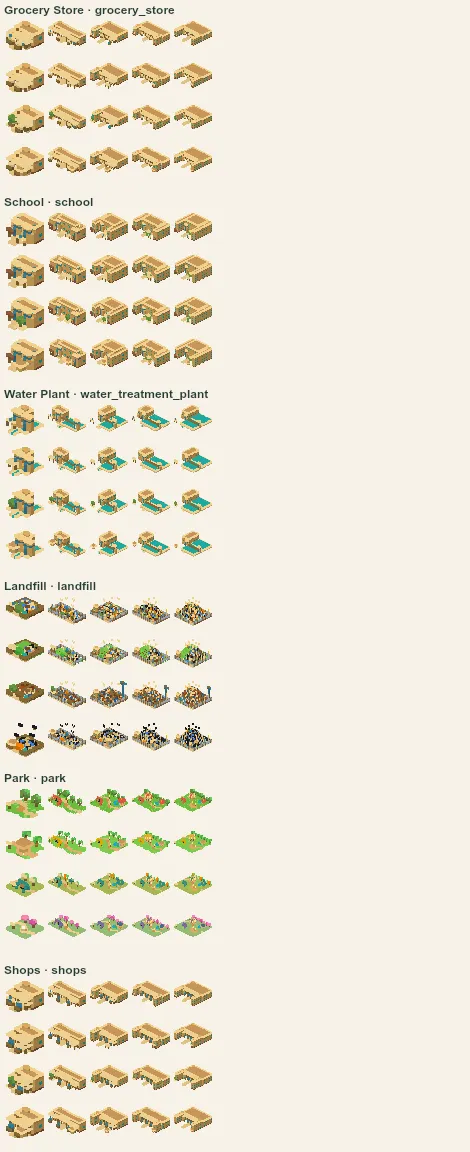 Grocery Store · grocery_store
School · school
Water Plant · water_treatment_plant
Landfill · landfill
Park · park
Shops · shops